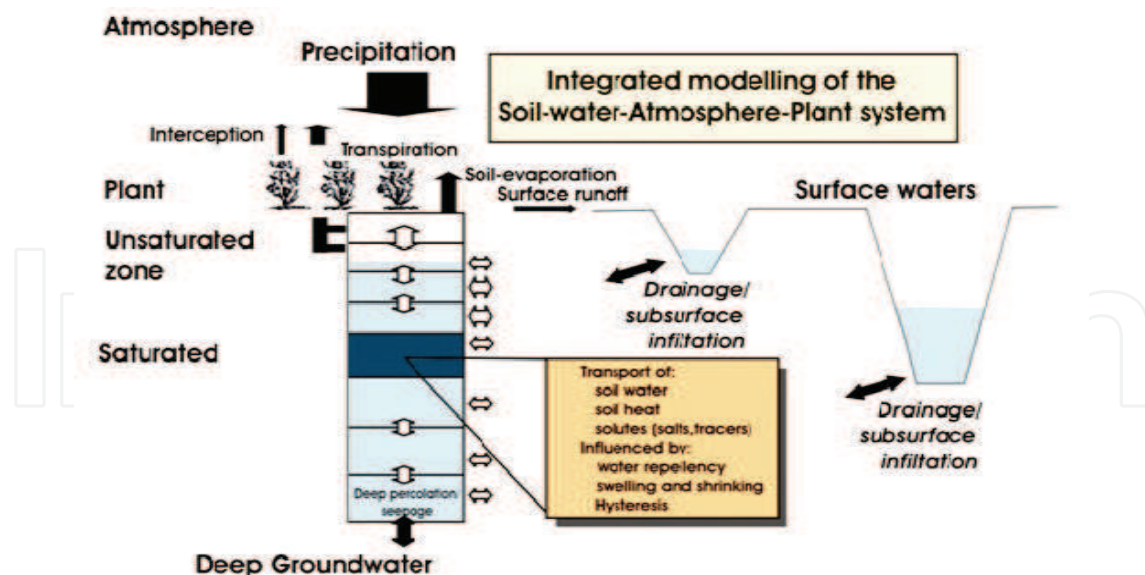 Atmosphere
Precipitation
Integrated modelling of the
Soil-water-Atmosphere-Plant system
Interception
Transpiration
Plant
Soil-evaporation
Surface runoff
Surface waters
Unsaturated
zone
Drainage/
subsurface
infiltation
Saturated
Transport of:
soil water
soil heat
solutes (salts,tracers)
Influenced by:
water repellency
swelling and shrinking
Hysteresis
Drainage/
subsurface
infiltation
Deep percolation
seepage
Deep Groundwater